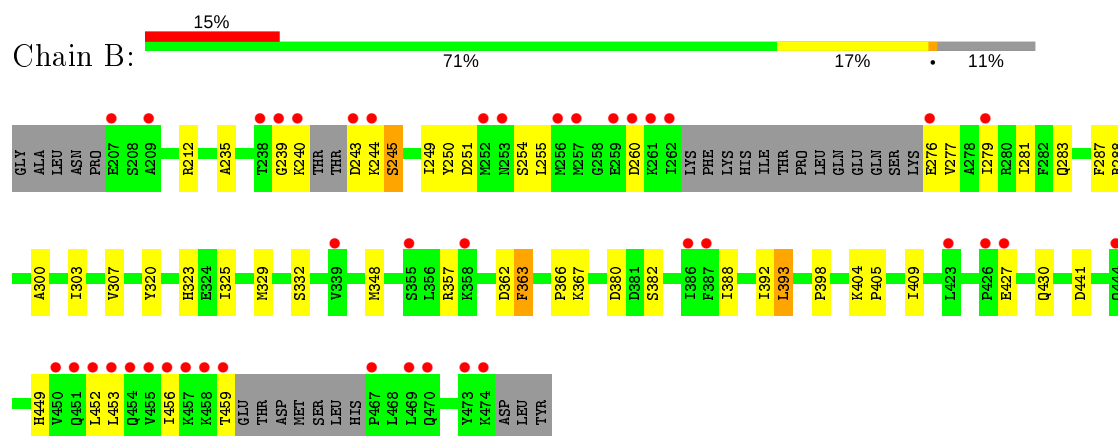 15%
Chain B:
71% 17% • 11%
GLY ALA LEU ASN PRO E207 S208 A209 R212 A235 T238 G239 K240 THR THR D243 K244 S245 I249 Y250 D251 M252 N253 S254 L255 M256 M257 G258 E259 D260 K261 I262 LYS PHE LYS HIS ILE THR PRO LEU GLN GLU GLN SER LYS E276 V277 A278 I279 R280 I281 F282 Q283 F287 R288
A300 I303 V307 Y320 H323 E324 I325 M329 S332 V339 M348 S355 L356 R357 K358 D362 F363 P366 K367 D380 D381 S382 I386 F387 I388 I392 L393 P398 K404 P405 I409 L423 P426 E427 Q430 D441
H449 V450 Q451 L452 L453 Q454 V455 I456 K457 K458 T459 GLU THR ASP MET SER LEU HIS P467 L468 L469 Q470 Y473 K474 ASP LEU TYR